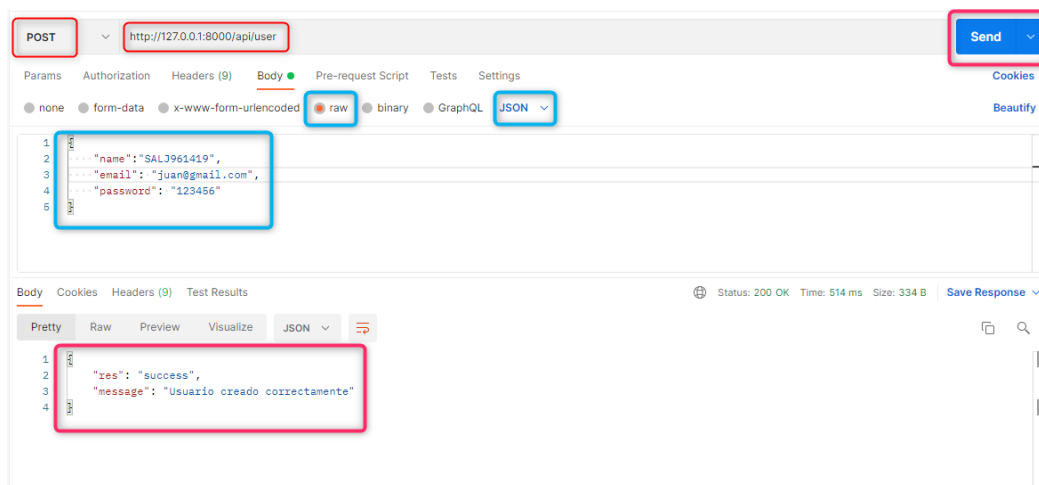 POST http://127.0.0.1:8000/api/user Send
Params Authorization Headers (9) Body Pre-request Script Tests Settings Cookies
none form-data x-www-form-urlencoded raw binary GraphQL JSON Beautify
1 {
2 "name":"SALJ961419",
3 "email": "juan@gmail.com",
4 "password": "123456"
5 }
Body Cookies Headers (9) Test Results Status: 200 OK Time: 514 ms Size: 334 B Save Response
Pretty Raw Preview Visualize JSON
1 {
2 "res": "success",
3 "message": "Usuario creado correctamente"
4 }